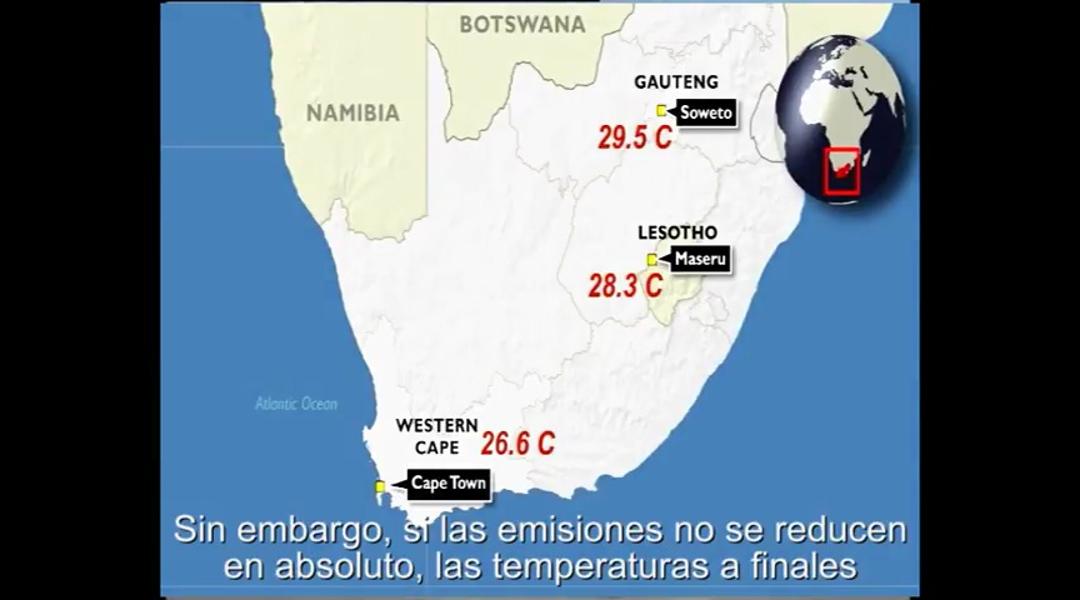 BOTSWANA
NAMIBIA
GAUTENG
Soweto
29.5 C
LESOTHO
Maseru
28.3 C
Atlantic Ocean
WESTERN
CAPE
26.6 C
Cape Town
Sin embargo, si las emisiones no se reducen
en absoluto, las temperaturas a finales